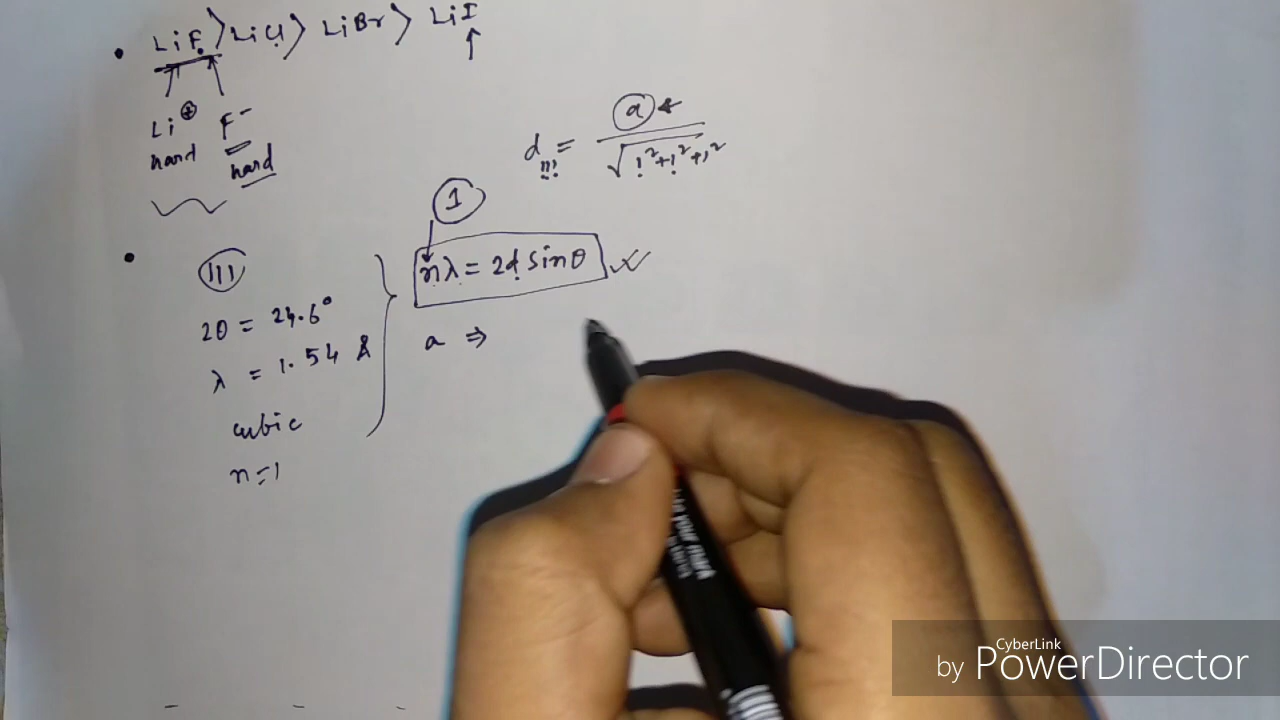 • LiF > LiCl > LiBr > LiI
Li⊕ F⁻
hard hard
d₁₁₁ = a / √1²+1²+1²
1
• 111
nλ = 2d sinθ
2θ = 24.6°
λ = 1.54 Å
a ⇒
cubic
n=1
CyberLink
by PowerDirector